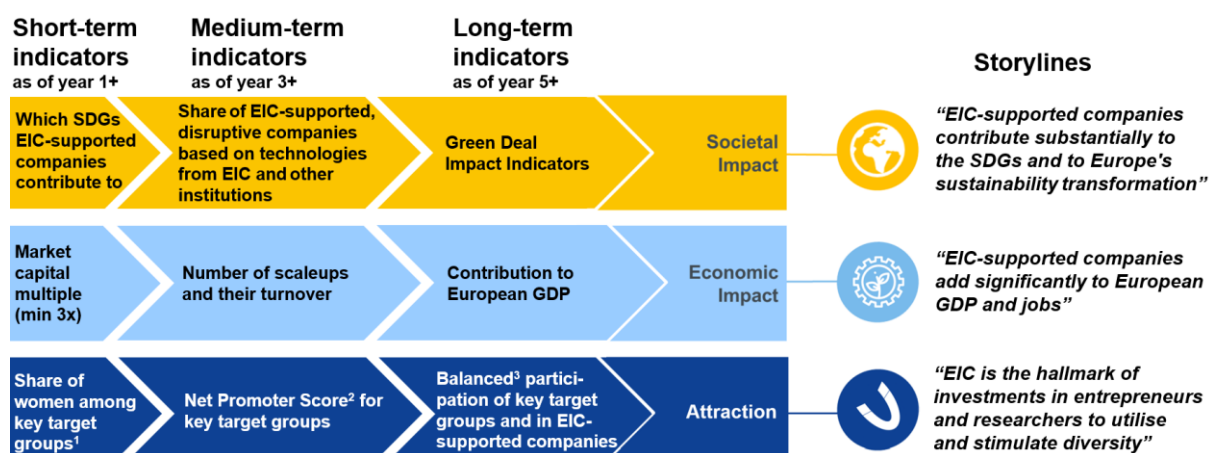 Short-term
indicators
as of year 1+
Medium-term
indicators
as of year 3+
Long-term
indicators
as of year 5+
Storylines
Which SDGs
EIC-supported
companies
contribute to
Share of EIC-supported,
disruptive companies
based on technologies
from EIC and other
institutions
Green Deal
Impact Indicators
Societal
Impact
“EIC-supported companies
contribute substantially to
the SDGs and to Europe's
sustainability transformation”
Market
capital
multiple
(min 3x)
Number of scaleups
and their turnover
Contribution to
European GDP
Economic
Impact
“EIC-supported companies
add significantly to European
GDP and jobs”
Share of
women among
key target
groups¹
Net Promoter Score² for
key target groups
Balanced³ partici-
pation of key target
groups and in EIC-
supported companies
Attraction
“EIC is the hallmark of
investments in entrepreneurs
and researchers to utilise
and stimulate diversity”